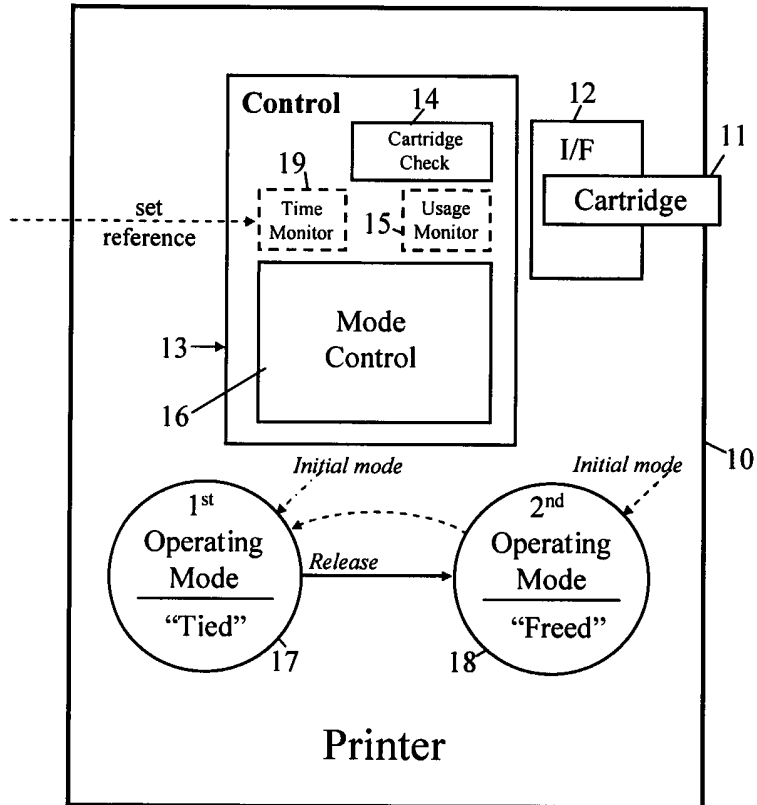 Control
14
Cartridge
Check
12
I/F
11
Cartridge
19
Time
Monitor
15
Usage
Monitor
set
reference
Mode
Control
13
16
10
Initial mode
Initial mode
1st
Operating
Mode
"Tied"
17
Release
2nd
Operating
Mode
"Freed"
18
Printer